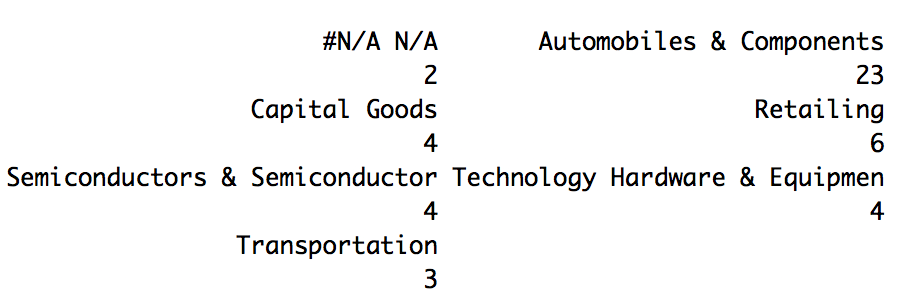 #N/A N/A Automobiles & Components
2 23
Capital Goods Retailing
4 6
Semiconductors & Semiconductor Technology Hardware & Equipmen
4 4
Transportation
3